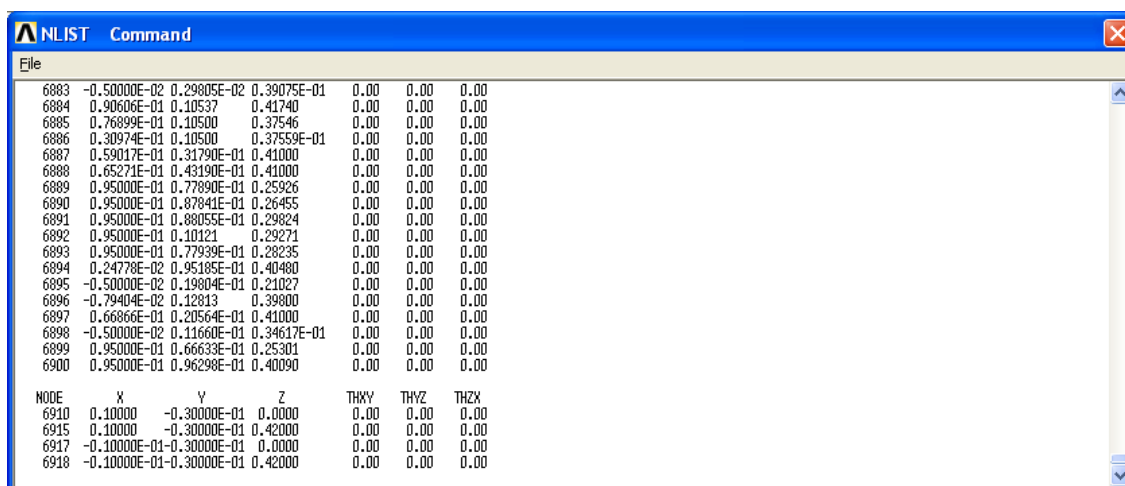 NLIST Command
File
6883 -0.50000E-02 0.29805E-02 0.39075E-01 0.00 0.00 0.00
6884 0.90606E-01 0.10537 0.41740 0.00 0.00 0.00
6885 0.76899E-01 0.10500 0.37546 0.00 0.00 0.00
6886 0.30974E-01 0.10500 0.37559E-01 0.00 0.00 0.00
6887 0.59017E-01 0.31790E-01 0.41000 0.00 0.00 0.00
6888 0.65271E-01 0.43190E-01 0.41000 0.00 0.00 0.00
6889 0.95000E-01 0.77890E-01 0.25926 0.00 0.00 0.00
6890 0.95000E-01 0.87841E-01 0.26455 0.00 0.00 0.00
6891 0.95000E-01 0.88055E-01 0.29824 0.00 0.00 0.00
6892 0.95000E-01 0.10121 0.29271 0.00 0.00 0.00
6893 0.95000E-01 0.77939E-01 0.28235 0.00 0.00 0.00
6894 0.24778E-02 0.95185E-01 0.40480 0.00 0.00 0.00
6895 -0.50000E-02 0.19804E-01 0.21027 0.00 0.00 0.00
6896 -0.79404E-02 0.12813 0.39800 0.00 0.00 0.00
6897 0.66866E-01 0.20564E-01 0.41000 0.00 0.00 0.00
6898 -0.50000E-02 0.11660E-01 0.34617E-01 0.00 0.00 0.00
6899 0.95000E-01 0.66633E-01 0.25301 0.00 0.00 0.00
6900 0.95000E-01 0.96298E-01 0.40090 0.00 0.00 0.00
NODE X Y Z THXY THYZ THZX
6910 0.10000 -0.30000E-01 0.0000 0.00 0.00 0.00
6915 0.10000 -0.30000E-01 0.42000 0.00 0.00 0.00
6917 -0.10000E-01-0.30000E-01 0.0000 0.00 0.00 0.00
6918 -0.10000E-01-0.30000E-01 0.42000 0.00 0.00 0.00